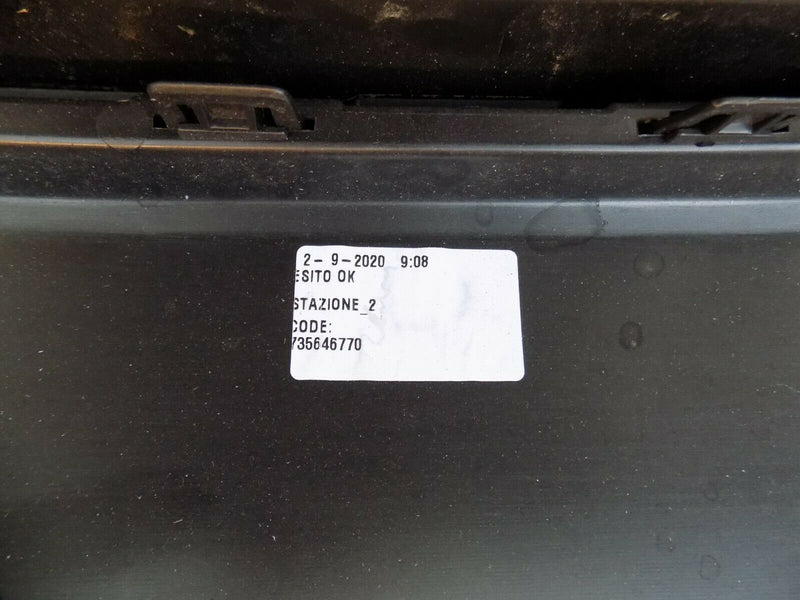 2- 9-2020 9:08
ESITO OK
STAZIONE_2
CODE:
735646770